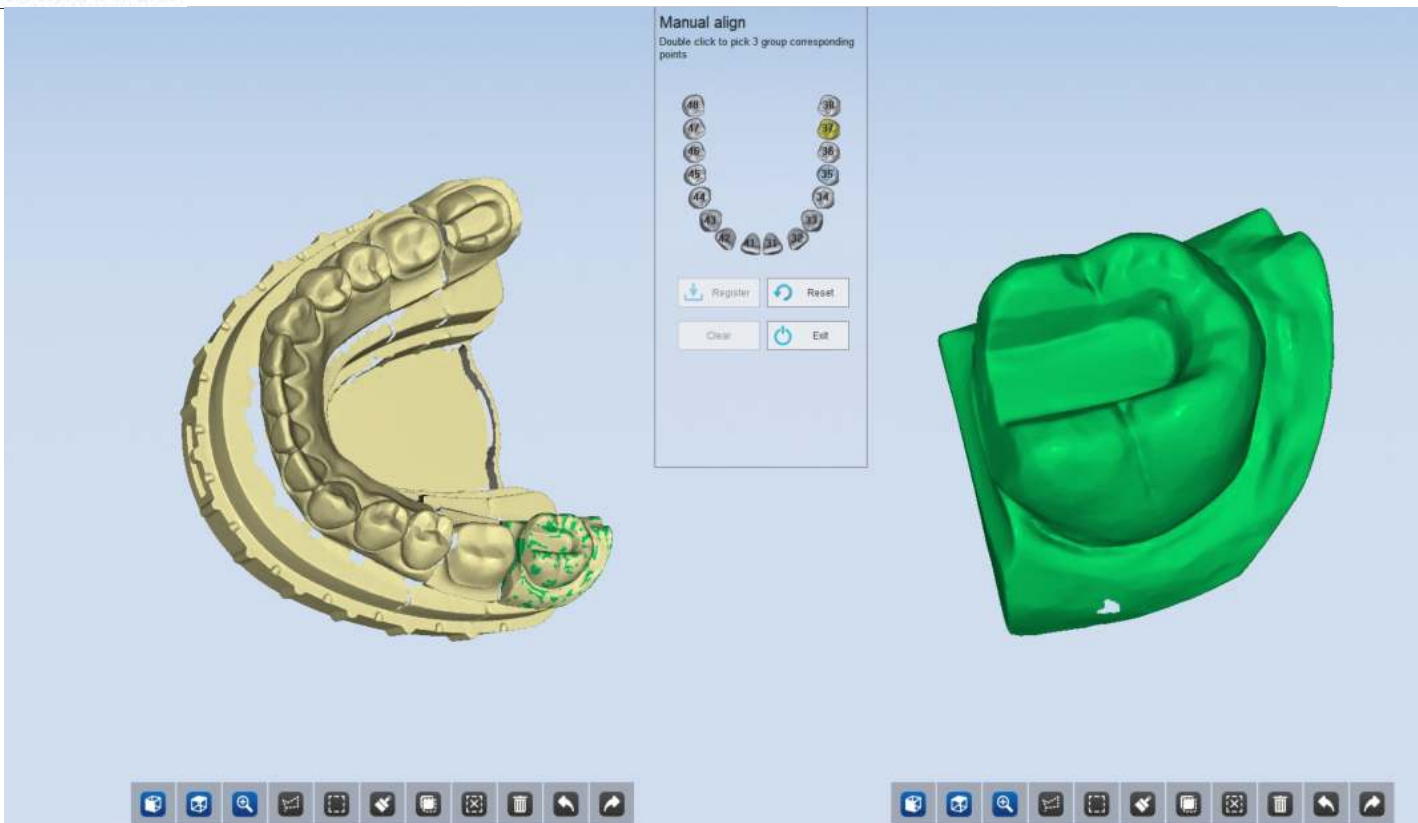 Manual align
Double click to pick 3 group corresponding
points
48 38
47 37
46 36
45 35
44 34
43 33
42 41 31 32
Register Reset
Clear Exit